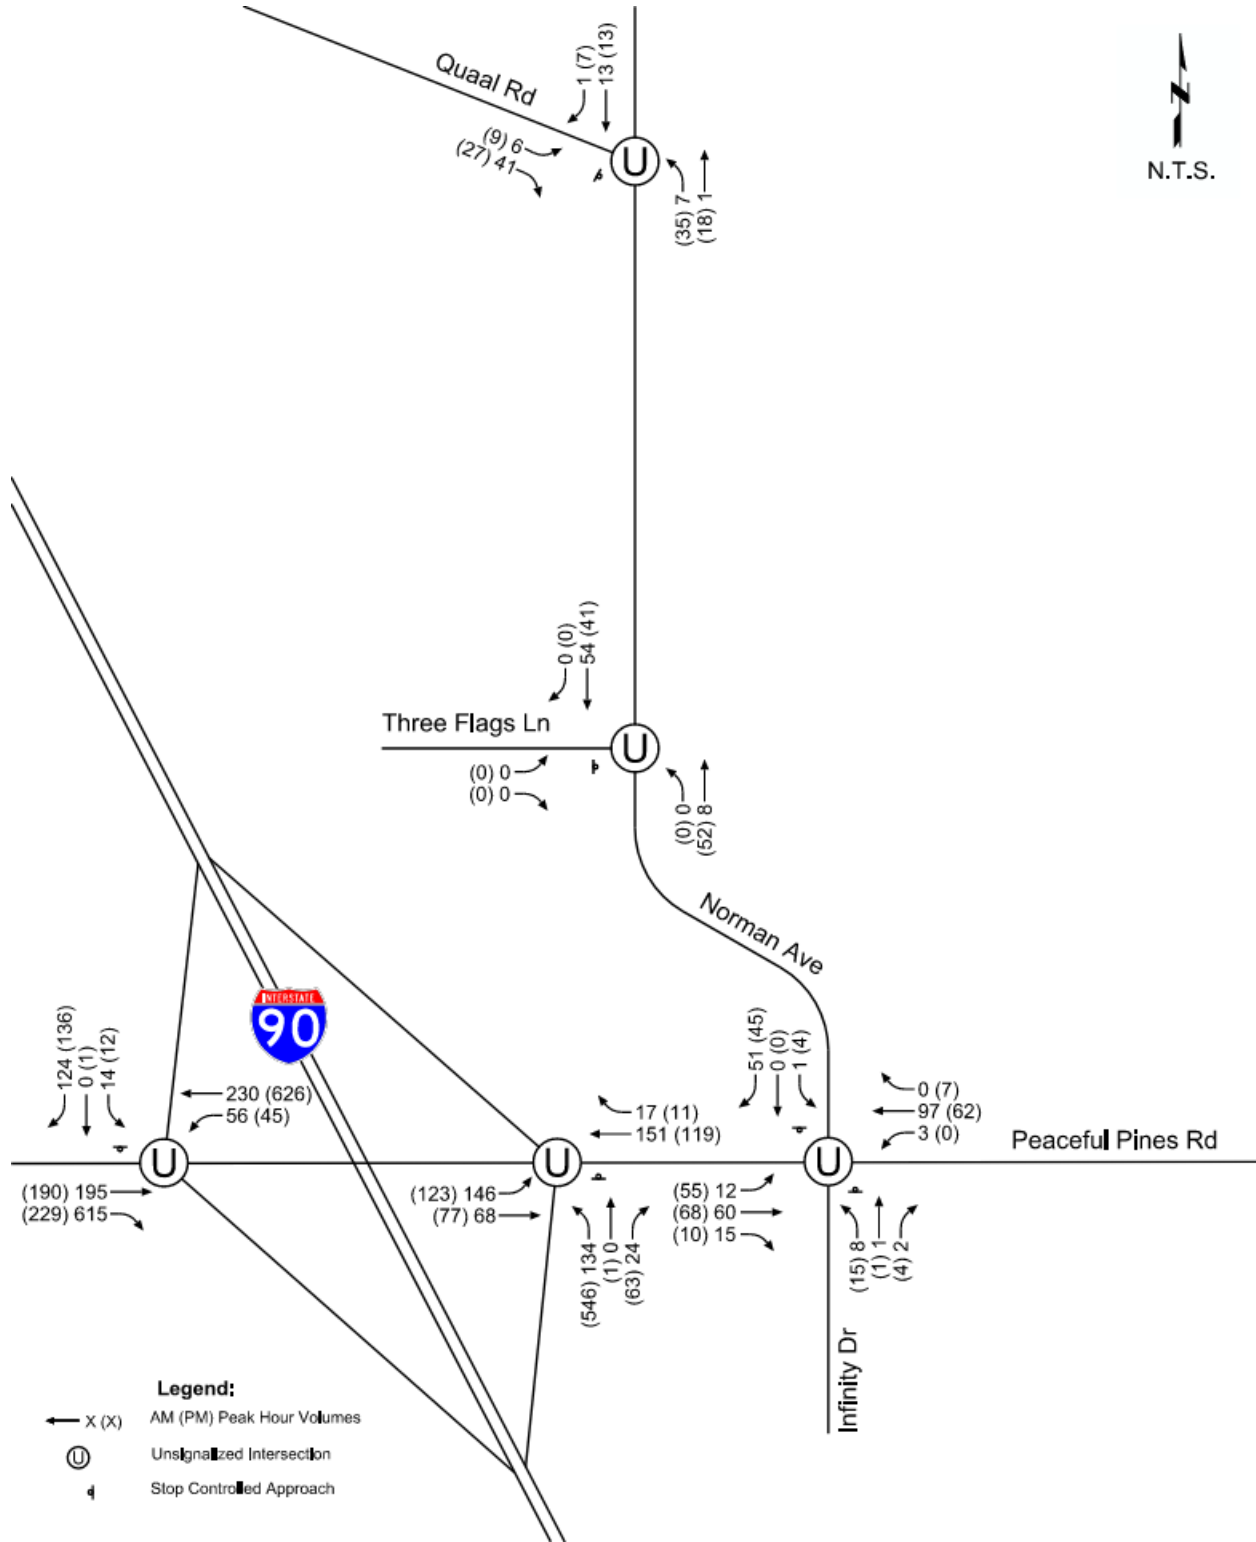 Quaal Rd
1 (7)
13 (13)
(9) 6
(27) 41
U
(35) 7
(18) 1
N
N.T.S.
0 (0)
54 (41)
Three Flags Ln
U
(0) 0
(0) 0
(0) 0
(52) 8
Norman Ave
INTERSTATE
90
124 (136)
0 (1)
14 (12)
230 (626)
56 (45)
U
(190) 195
(229) 615
17 (11)
151 (119)
U
(123) 146
(77) 68
(546) 134
(1) 0
(63) 24
51 (45)
0 (0)
1 (4)
0 (7)
97 (62)
3 (0)
Peaceful Pines Rd
U
(55) 12
(68) 60
(10) 15
(15) 8
(1) 1
(4) 2
Infinity Dr
Legend:
X (X) AM (PM) Peak Hour Volumes
U Unsignalized Intersection
Stop Controlled Approach